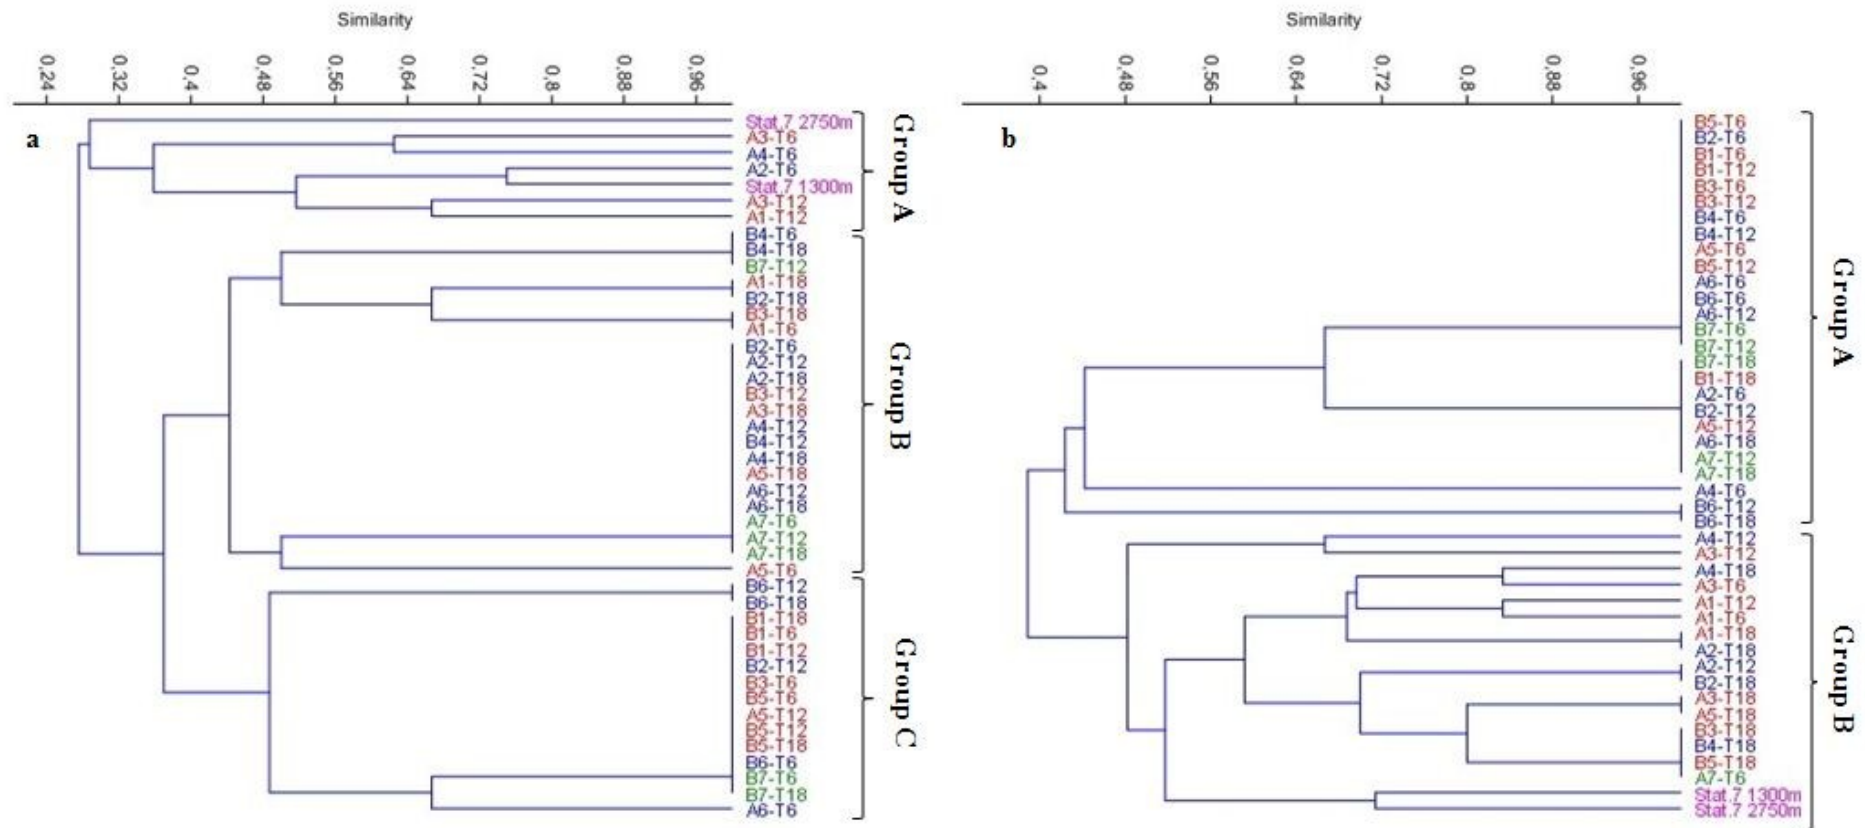 Similarity
0,24 0,32 0,4 0,48 0,56 0,64 0,72 0,8 0,88 0,96
a
Stat,7 2750m
A3-T6
A4-T6
A2-T6
Stat,7 1300m
A3-T12
A1-T12
Group A
B4-T6
B4-T18
B7-T12
A1-T18
B2-T18
B3-T18
A1-T6
B2-T6
A2-T12
A2-T18
B3-T12
A3-T18
A4-T12
B4-T12
A4-T18
A5-T18
A6-T12
A6-T18
A7-T6
A7-T12
A7-T18
A5-T6
Group B
B6-T12
B6-T18
B1-T18
B1-T6
B1-T12
B2-T12
B3-T6
B5-T6
A5-T12
B5-T12
B5-T18
B6-T6
B7-T6
B7-T18
A6-T6
Group C
Similarity
0,4 0,48 0,56 0,64 0,72 0,8 0,88 0,96
b
B5-T6
B2-T6
B1-T6
B1-T12
B3-T6
B3-T12
B4-T6
B4-T12
A5-T6
B5-T12
A6-T6
B6-T6
A6-T12
B7-T6
B7-T12
B7-T18
B1-T18
A2-T6
B2-T12
A5-T12
A6-T18
A7-T12
A7-T18
A4-T6
B6-T12
B6-T18
Group A
A4-T12
A3-T12
A4-T18
A3-T6
A1-T12
A1-T6
A1-T18
A2-T18
A2-T12
B2-T18
A3-T18
A5-T18
B3-T18
B4-T18
B5-T18
A7-T6
Stat.7 1300m
Stat.7 2750m
Group B